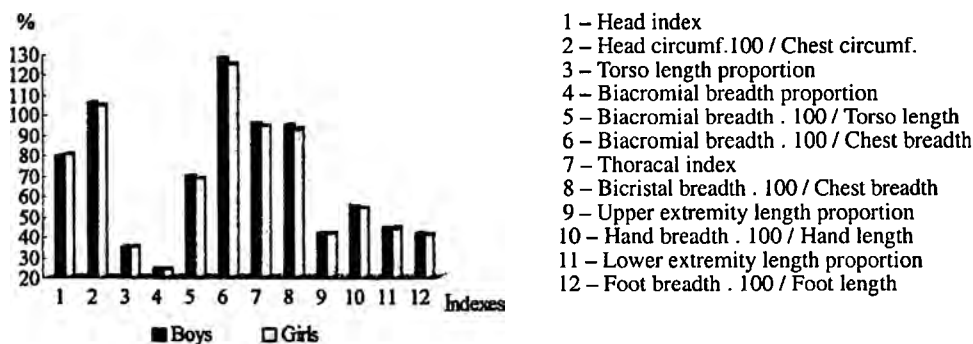 %
130
120
110
100
90
80
70
60
50
40
30
20
1 2 3 4 5 6 7 8 9 10 11 12 Indexes
Boys Girls
1 – Head index
2 – Head circumf.100 / Chest circumf.
3 – Torso length proportion
4 – Biacromial breadth proportion
5 – Biacromial breadth . 100 / Torso length
6 – Biacromial breadth . 100 / Chest breadth
7 – Thoracal index
8 – Bicristal breadth . 100 / Chest breadth
9 – Upper extremity length proportion
10 – Hand breadth . 100 / Hand length
11 – Lower extremity length proportion
12 – Foot breadth . 100 / Foot length